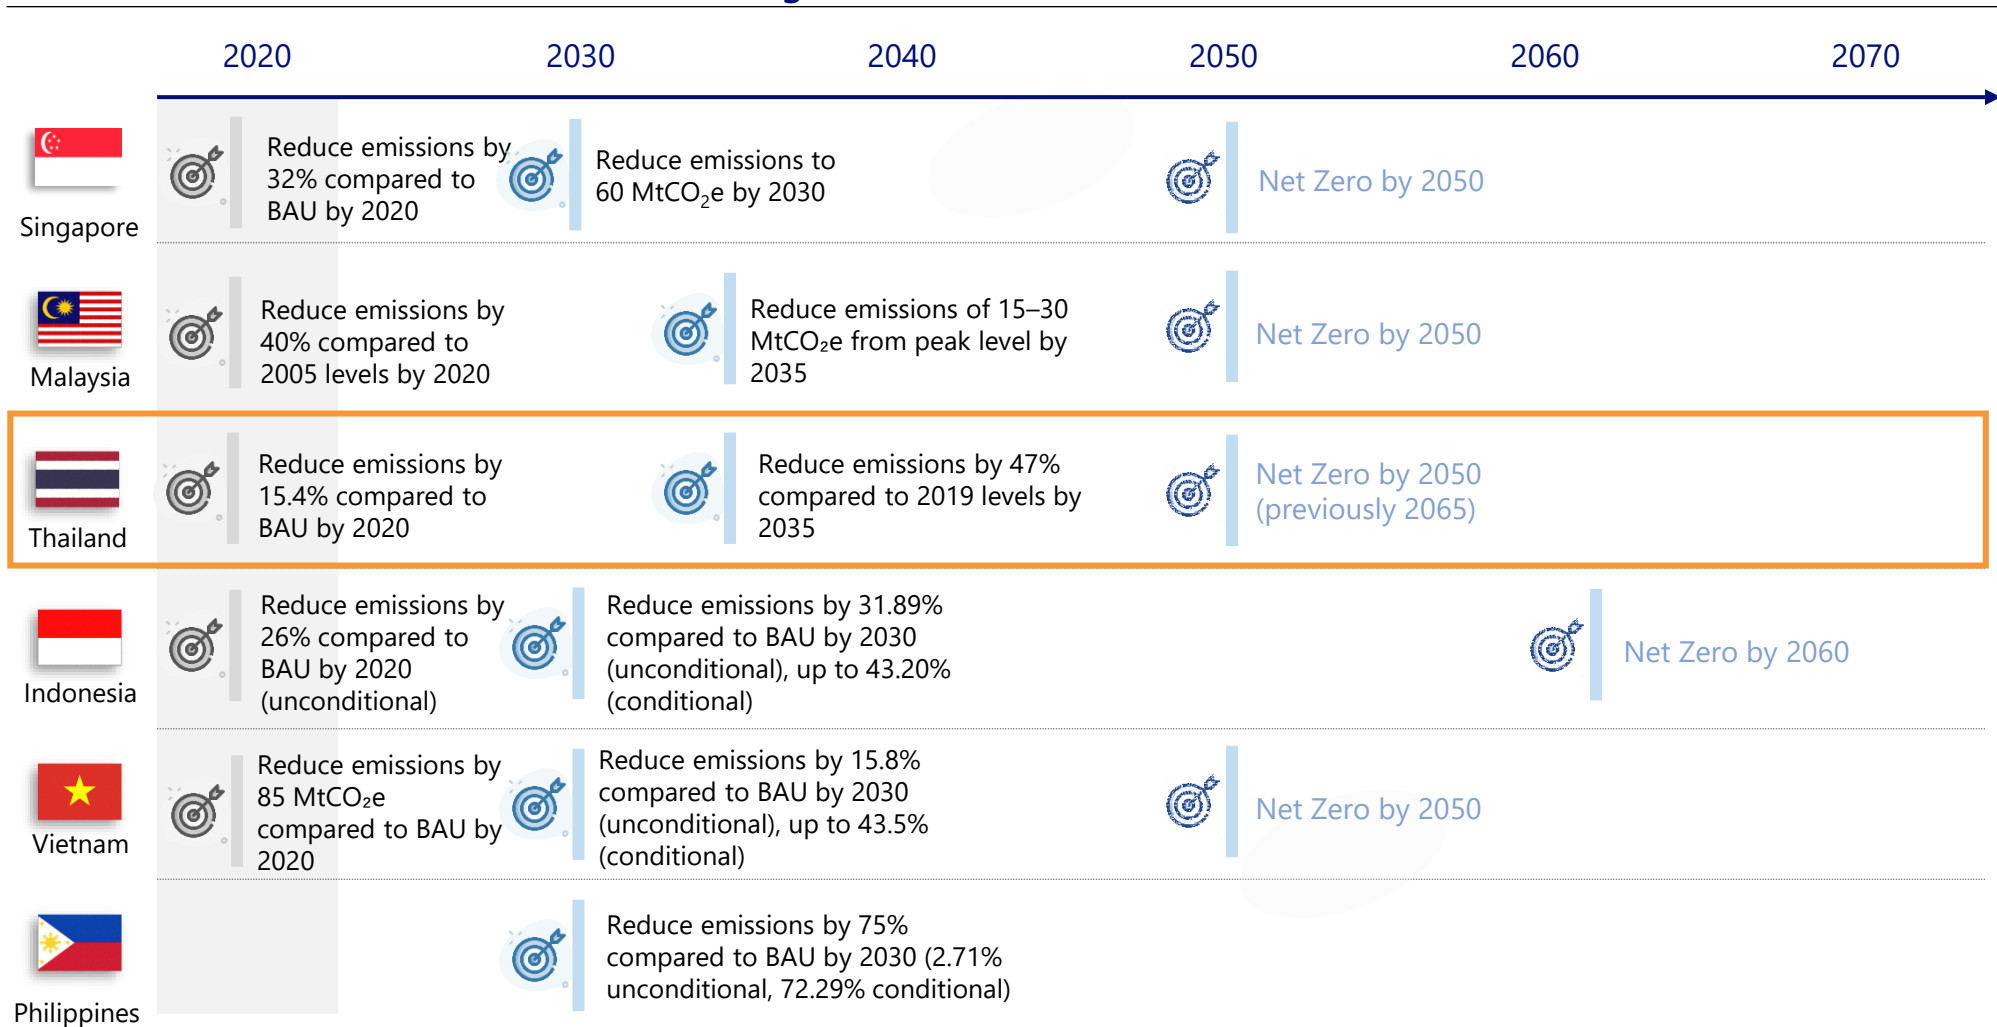 2020 2030 2040 2050 2060 2070
Singapore
Reduce emissions by
32% compared to
BAU by 2020
Reduce emissions to
60 MtCO₂e by 2030
Net Zero by 2050
Malaysia
Reduce emissions by
40% compared to
2005 levels by 2020
Reduce emissions of 15–30
MtCO₂e from peak level by
2035
Net Zero by 2050
Thailand
Reduce emissions by
15.4% compared to
BAU by 2020
Reduce emissions by 47%
compared to 2019 levels by
2035
Net Zero by 2050
(previously 2065)
Indonesia
Reduce emissions by
26% compared to
BAU by 2020
(unconditional)
Reduce emissions by 31.89%
compared to BAU by 2030
(unconditional), up to 43.20%
(conditional)
Net Zero by 2060
Vietnam
Reduce emissions by
85 MtCO₂e
compared to BAU by
2020
Reduce emissions by 15.8%
compared to BAU by 2030
(unconditional), up to 43.5%
(conditional)
Net Zero by 2050
Philippines
Reduce emissions by 75%
compared to BAU by 2030 (2.71%
unconditional, 72.29% conditional)